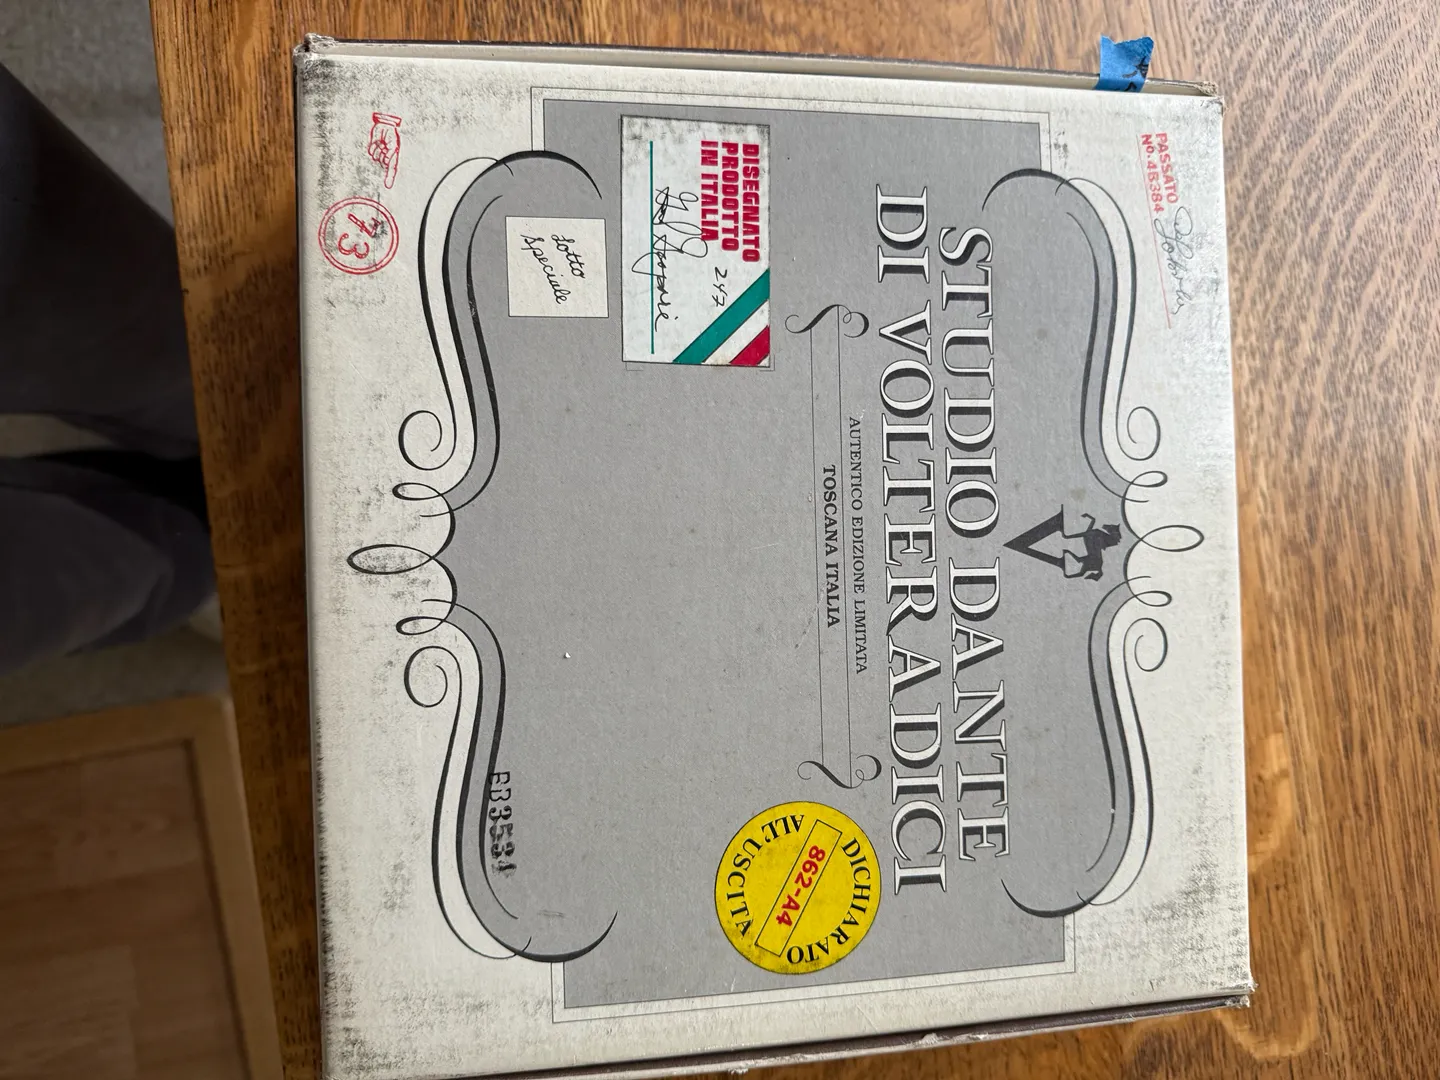 PASSATO
No.4B384
STUDIO DANTE
DI VOLTERADICI
AUTENTICO EDIZIONE LIMITATA
TOSCANA ITALIA
DISEGNATO
PRODOTTO
IN ITALIA
247
DICHIARATO
862-A4
ALL'USCITA
Lotto
Speciale
EB3534
73